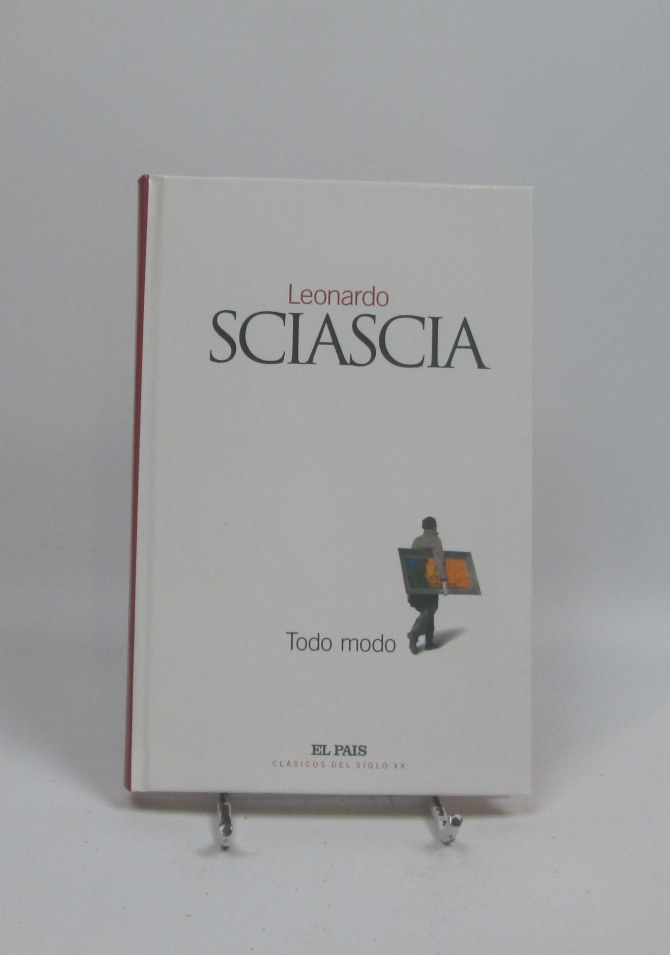 Leonardo
SCIASCIA
Todo modo
EL PAIS
CLÁSICOS DEL SIGLO XX